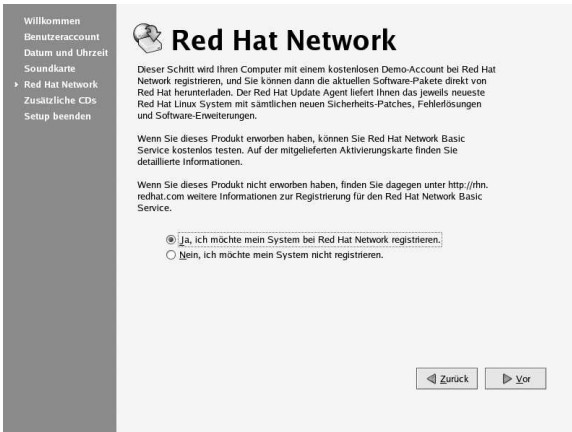 Willkommen
Benutzeraccount
Datum und Uhrzeit
Soundkarte
Red Hat Network
Zusätzliche CDs
Setup beenden
Red Hat Network
Dieser Schritt wird Ihren Computer mit einem kostenlosen Demo-Account bei Red Hat
Network registrieren, und Sie können dann die aktuellen Software-Pakete direkt von
Red Hat herunterladen. Der Red Hat Update Agent liefert Ihnen das jeweils neueste
Red Hat Linux System mit sämtlichen neuen Sicherheits-Patches, Fehlerlösungen
und Software-Erweiterungen.
Wenn Sie dieses Produkt erworben haben, können Sie Red Hat Network Basic
Service kostenlos testen. Auf der mitgelieferten Aktivierungskarte finden Sie
detaillierte Informationen.
Wenn Sie dieses Produkt nicht erworben haben, finden Sie dagegen unter http://rhn.
redhat.com weitere Informationen zur Registrierung für den Red Hat Network Basic
Service.
Ja, ich möchte mein System bei Red Hat Network registrieren.
Nein, ich möchte mein System nicht registrieren.
Zurück
Vor